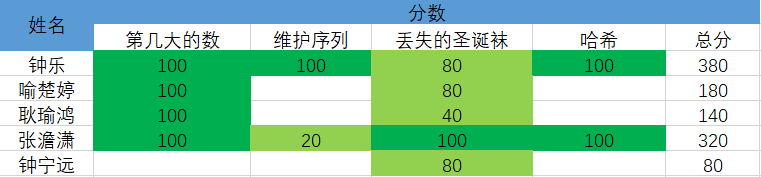 姓名 分数
第几大的数 维护序列 丢失的圣诞袜 哈希 总分
钟乐 100 100 80 100 380
喻楚婷 100 80 180
耿瑜鸿 100 40 140
张澹潇 100 20 100 100 320
钟宁远 80 80